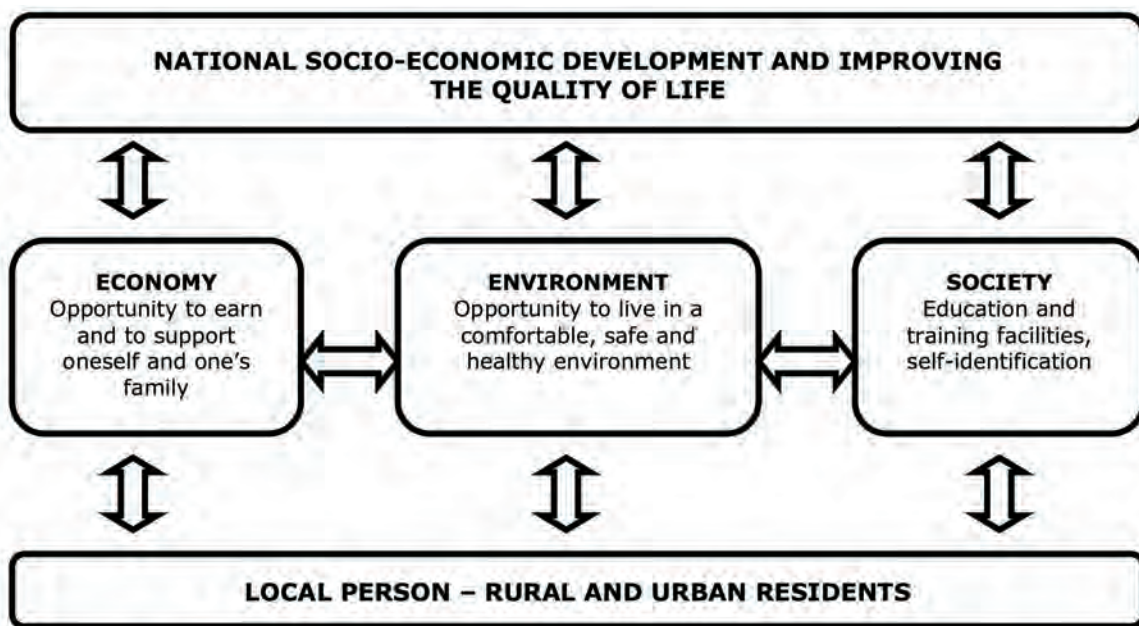 NATIONAL SOCIO-ECONOMIC DEVELOPMENT AND IMPROVING
THE QUALITY OF LIFE
ECONOMY
Opportunity to earn
and to support
oneself and one's
family
ENVIRONMENT
Opportunity to live in a
comfortable, safe and
healthy environment
SOCIETY
Education and
training facilities,
self-identification
LOCAL PERSON – RURAL AND URBAN RESIDENTS